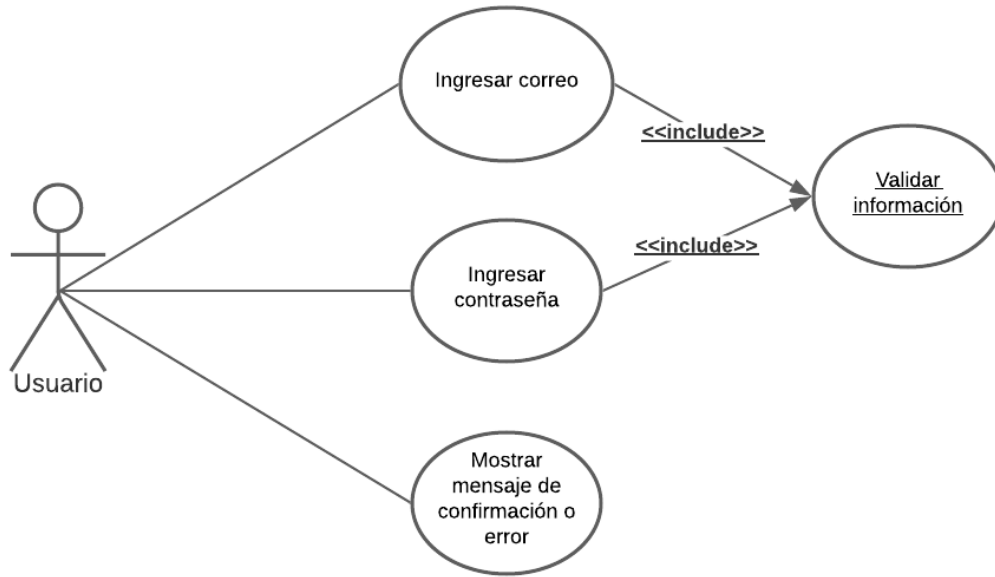 Ingresar correo
<<include>>
Validar
información
<<include>>
Ingresar
contraseña
Usuario
Mostrar
mensaje de
confirmación o
error